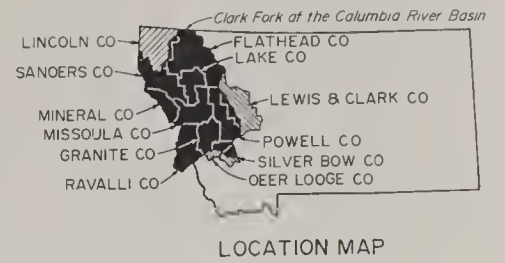 Clark Fork of the Columbia River Basin
LINCOLN CO
FLATHEAD CO
LAKE CO
SANOERS CO
LEWIS & CLARK CO
MINERAL CO
MISSOULA CO
POWELL CO
GRANITE CO
SILVER BOW CO
OEER LOOGE CO
RAVALLI CO
LOCATION MAP